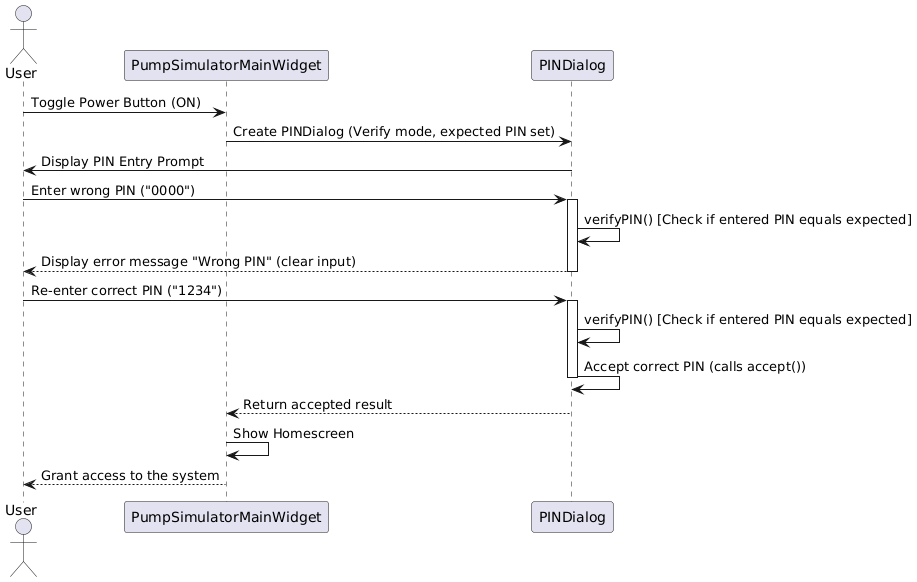 User
PumpSimulatorMainWidget
PINDialog
Toggle Power Button (ON)
Create PINDialog (Verify mode, expected PIN set)
Display PIN Entry Prompt
Enter wrong PIN ("0000")
verifyPIN() [Check if entered PIN equals expected]
Display error message "Wrong PIN" (clear input)
Re-enter correct PIN ("1234")
verifyPIN() [Check if entered PIN equals expected]
Accept correct PIN (calls accept())
Return accepted result
Show Homescreen
Grant access to the system
User
PumpSimulatorMainWidget
PINDialog